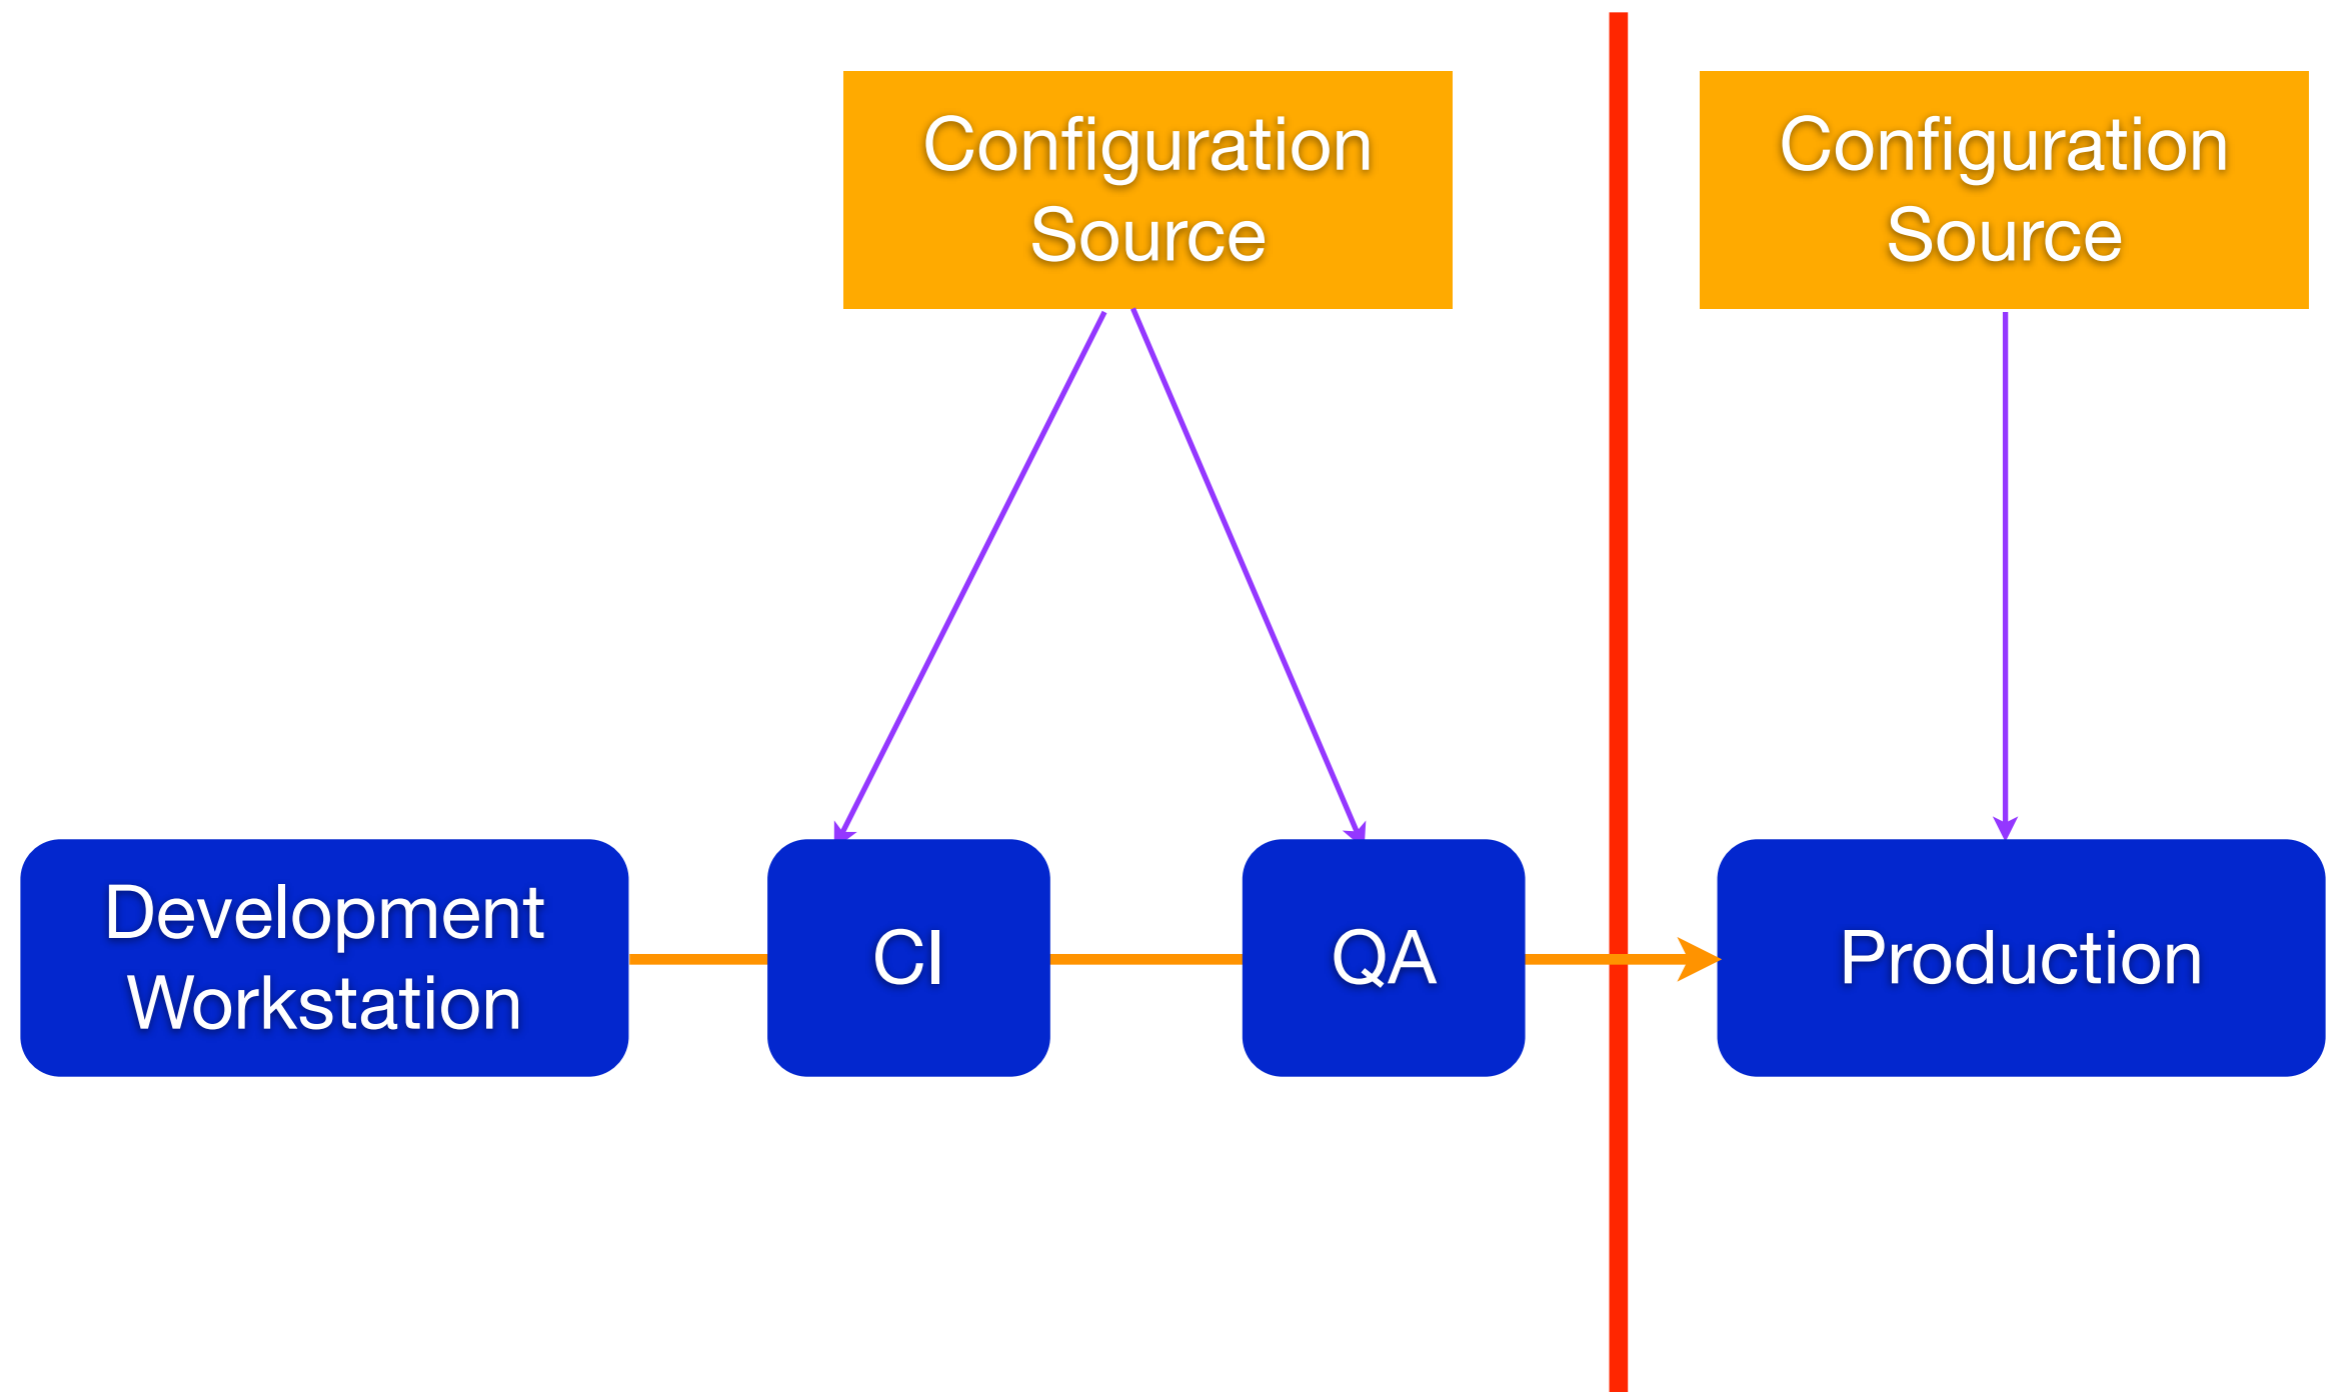 Configuration
Source
Configuration
Source
Development
Workstation
CI
QA
Production